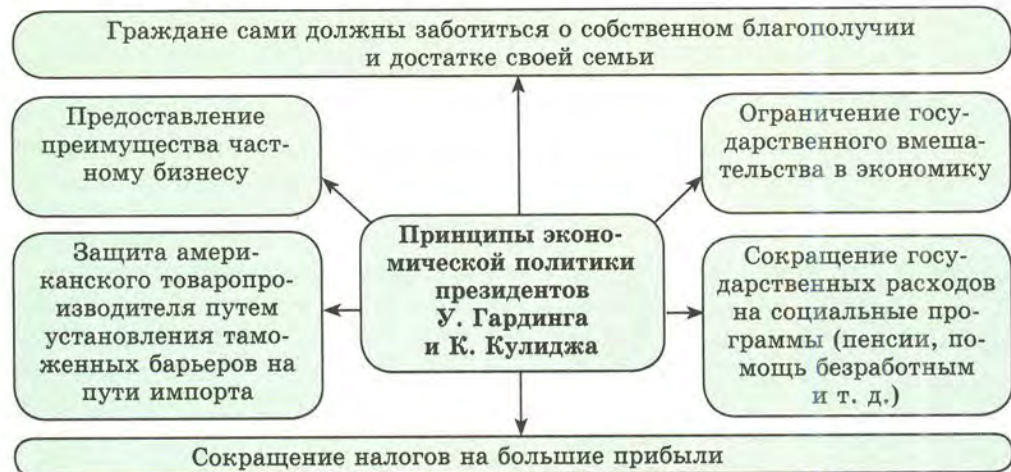 Граждане сами должны заботиться о собственном благополучии
и достатке своей семьи
Предоставление
преимущества част-
ному бизнесу
Ограничение госу-
дарственного вмеша-
тельства в экономику
Принципы эконо-
мической политики
президентов
У. Гардинга
и К. Кулиджа
Защита амери-
канского товаропро-
изводителя путем
установления тамо-
женных барьеров на
пути импорта
Сокращение госу-
дарственных расходов
на социальные про-
граммы (пенсии, по-
мощь безработным
и т. д.)
Сокращение налогов на большие прибыли